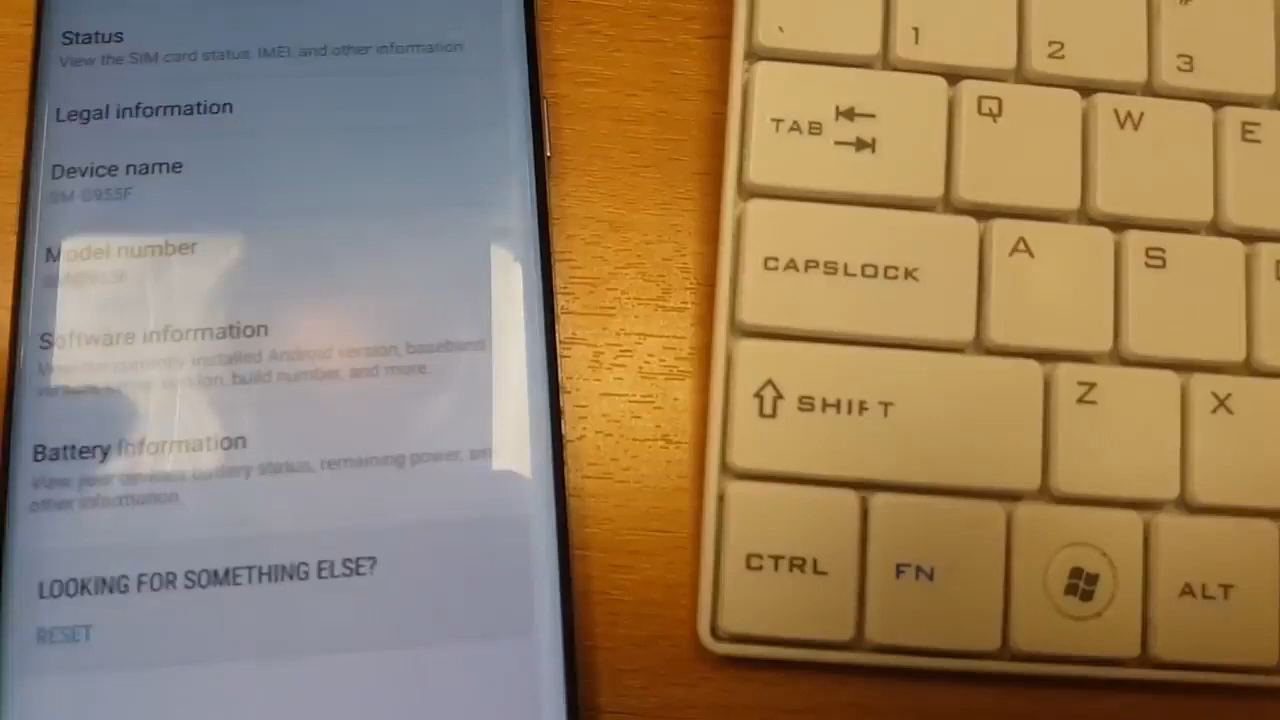 Status
View the SIM card status, IMEI, and other information
Legal information
Device name
SM-G955F
Model number
Software information
View the currently installed Android version, baseband
version, build number, and more.
Battery information
View your battery status, remaining power, and
other information.
LOOKING FOR SOMETHING ELSE?
RESET
` 1 2 # 3
TAB Q W E
CAPSLOCK A S
SHIFT Z X
CTRL FN ALT